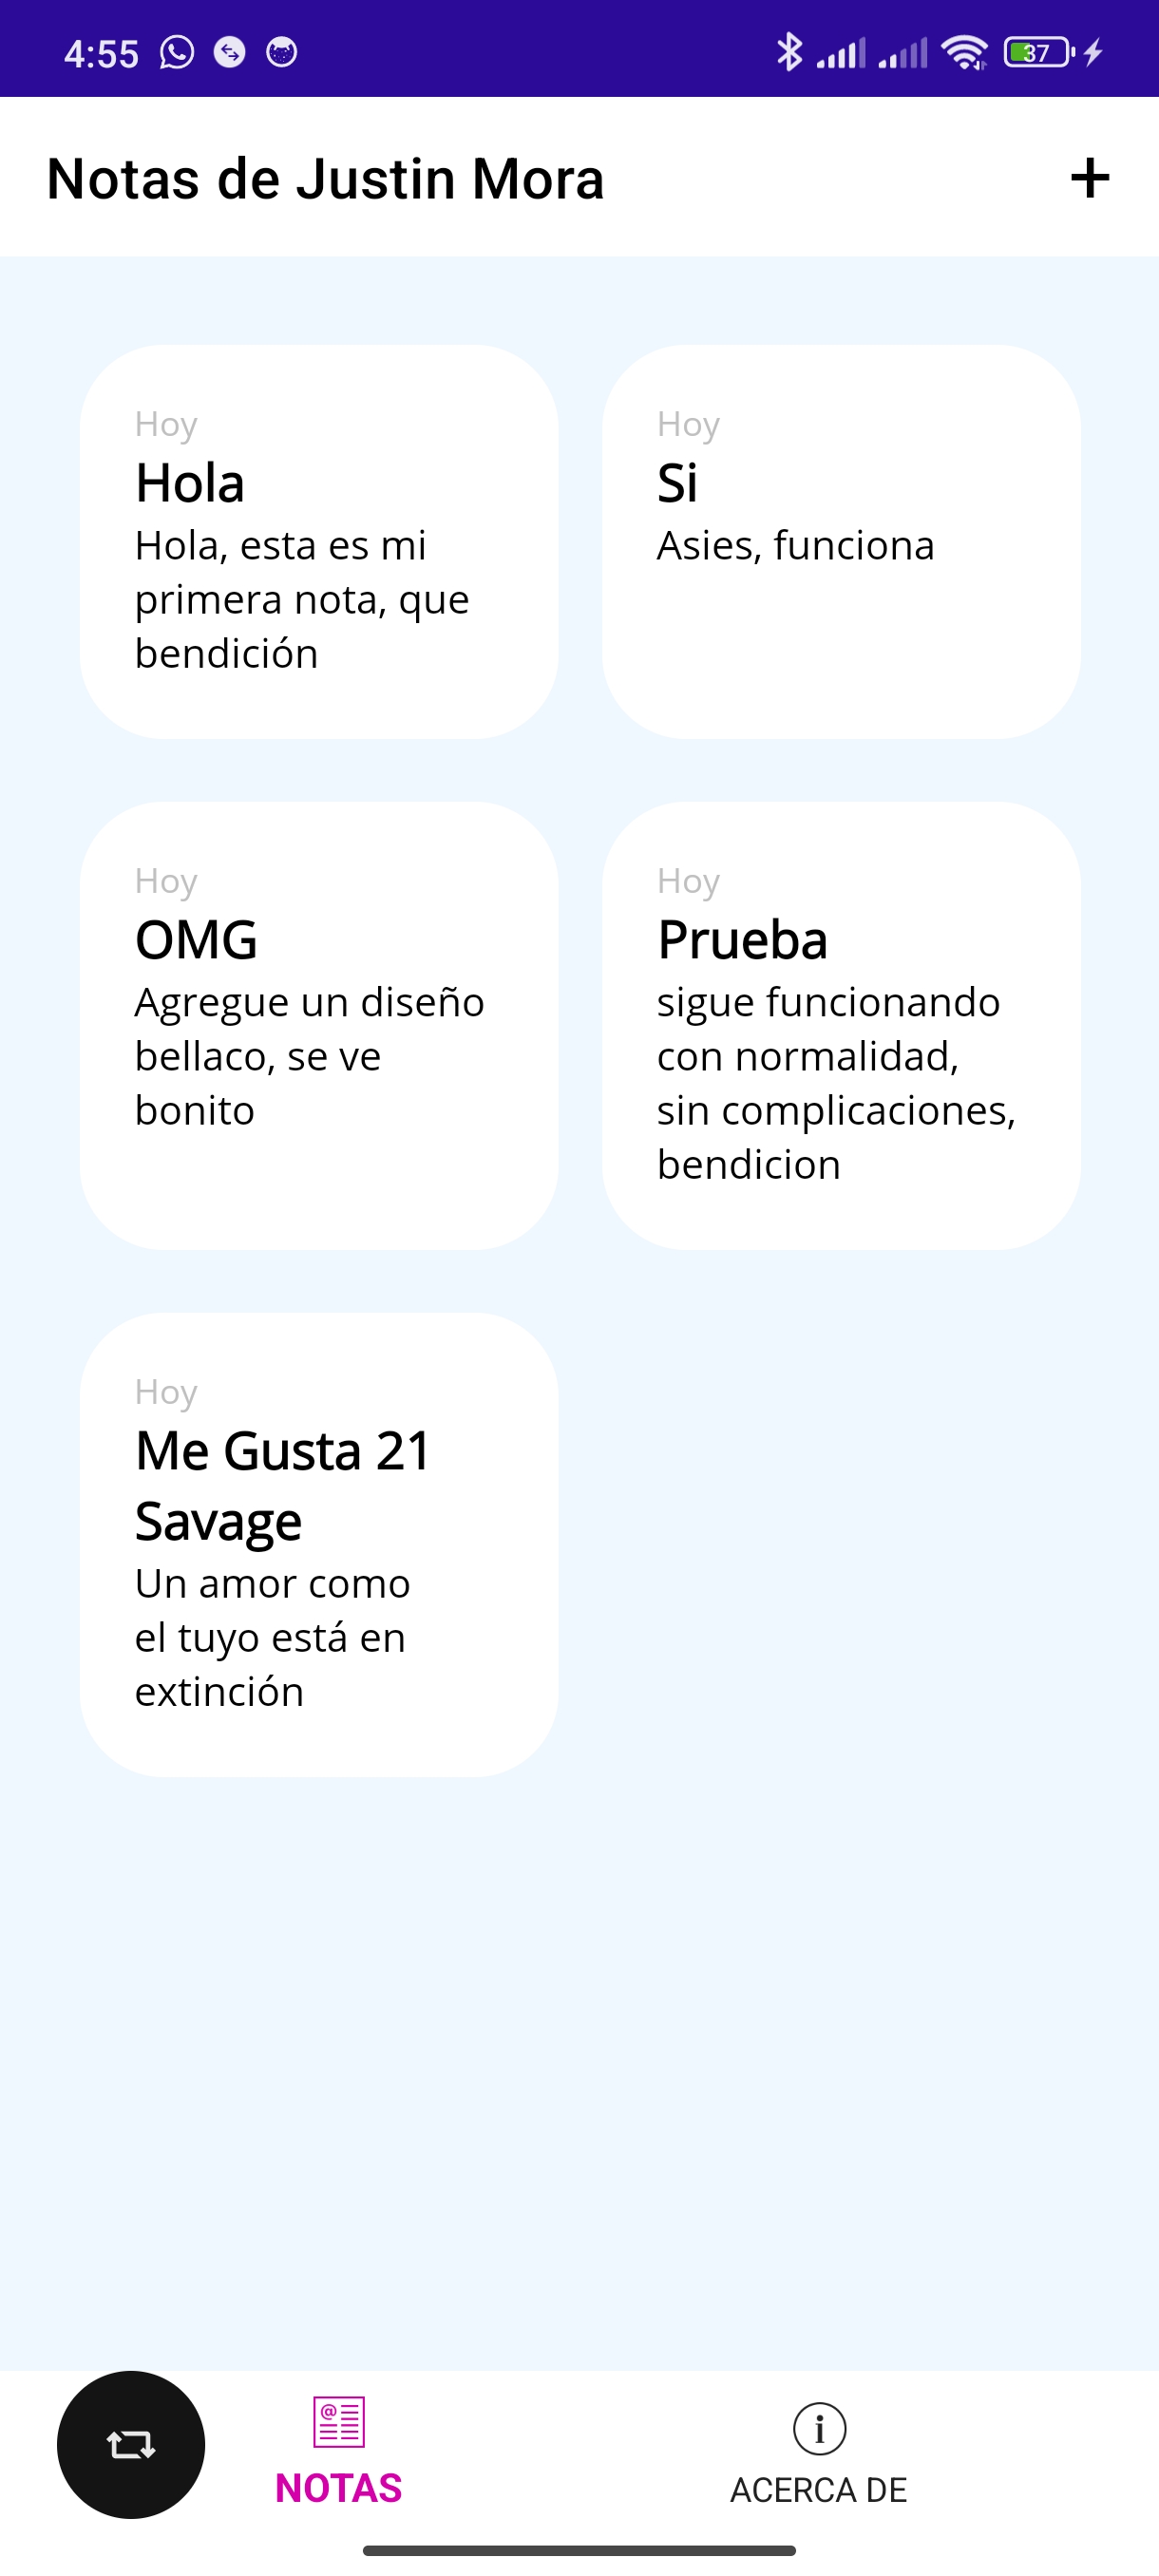 4:55
37
Notas de Justin Mora
+
Hoy
Hola
Hola, esta es mi
primera nota, que
bendición
Hoy
Si
Asies, funciona
Hoy
OMG
Agregue un diseño
bellaco, se ve
bonito
Hoy
Prueba
sigue funcionando
con normalidad,
sin complicaciones,
bendicion
Hoy
Me Gusta 21
Savage
Un amor como
el tuyo está en
extinción
NOTAS
ACERCA DE